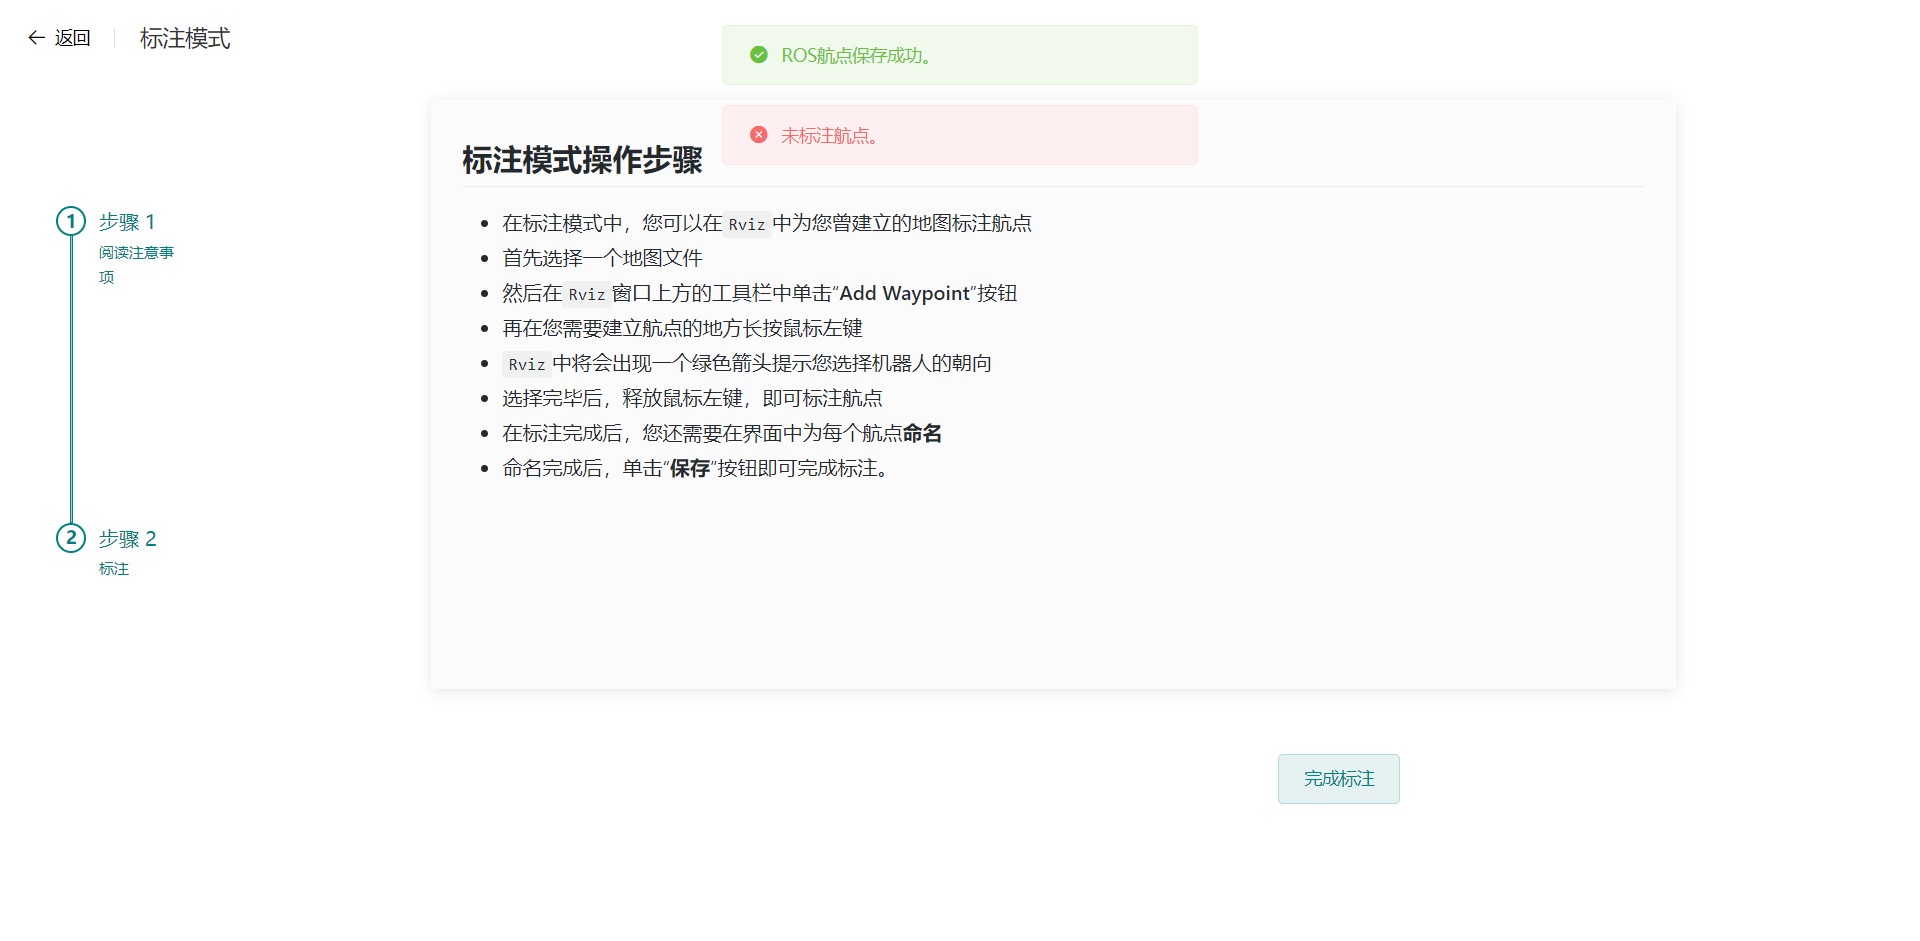 返回
标注模式
ROS航点保存成功。
未标注航点。
标注模式操作步骤
在标注模式中，您可以在 Rviz 中为您曾建立的地图标注航点
首先选择一个地图文件
然后在 Rviz 窗口上方的工具栏中单击“Add Waypoint”按钮
再在您需要建立航点的地方长按鼠标左键
Rviz 中将会出现一个绿色箭头提示您选择机器人的朝向
选择完毕后，释放鼠标左键，即可标注航点
在标注完成后，您还需要在界面中为每个航点命名
命名完成后，单击“保存”按钮即可完成标注。
1 步骤 1
阅读注意事
项
2 步骤 2
标注
完成标注